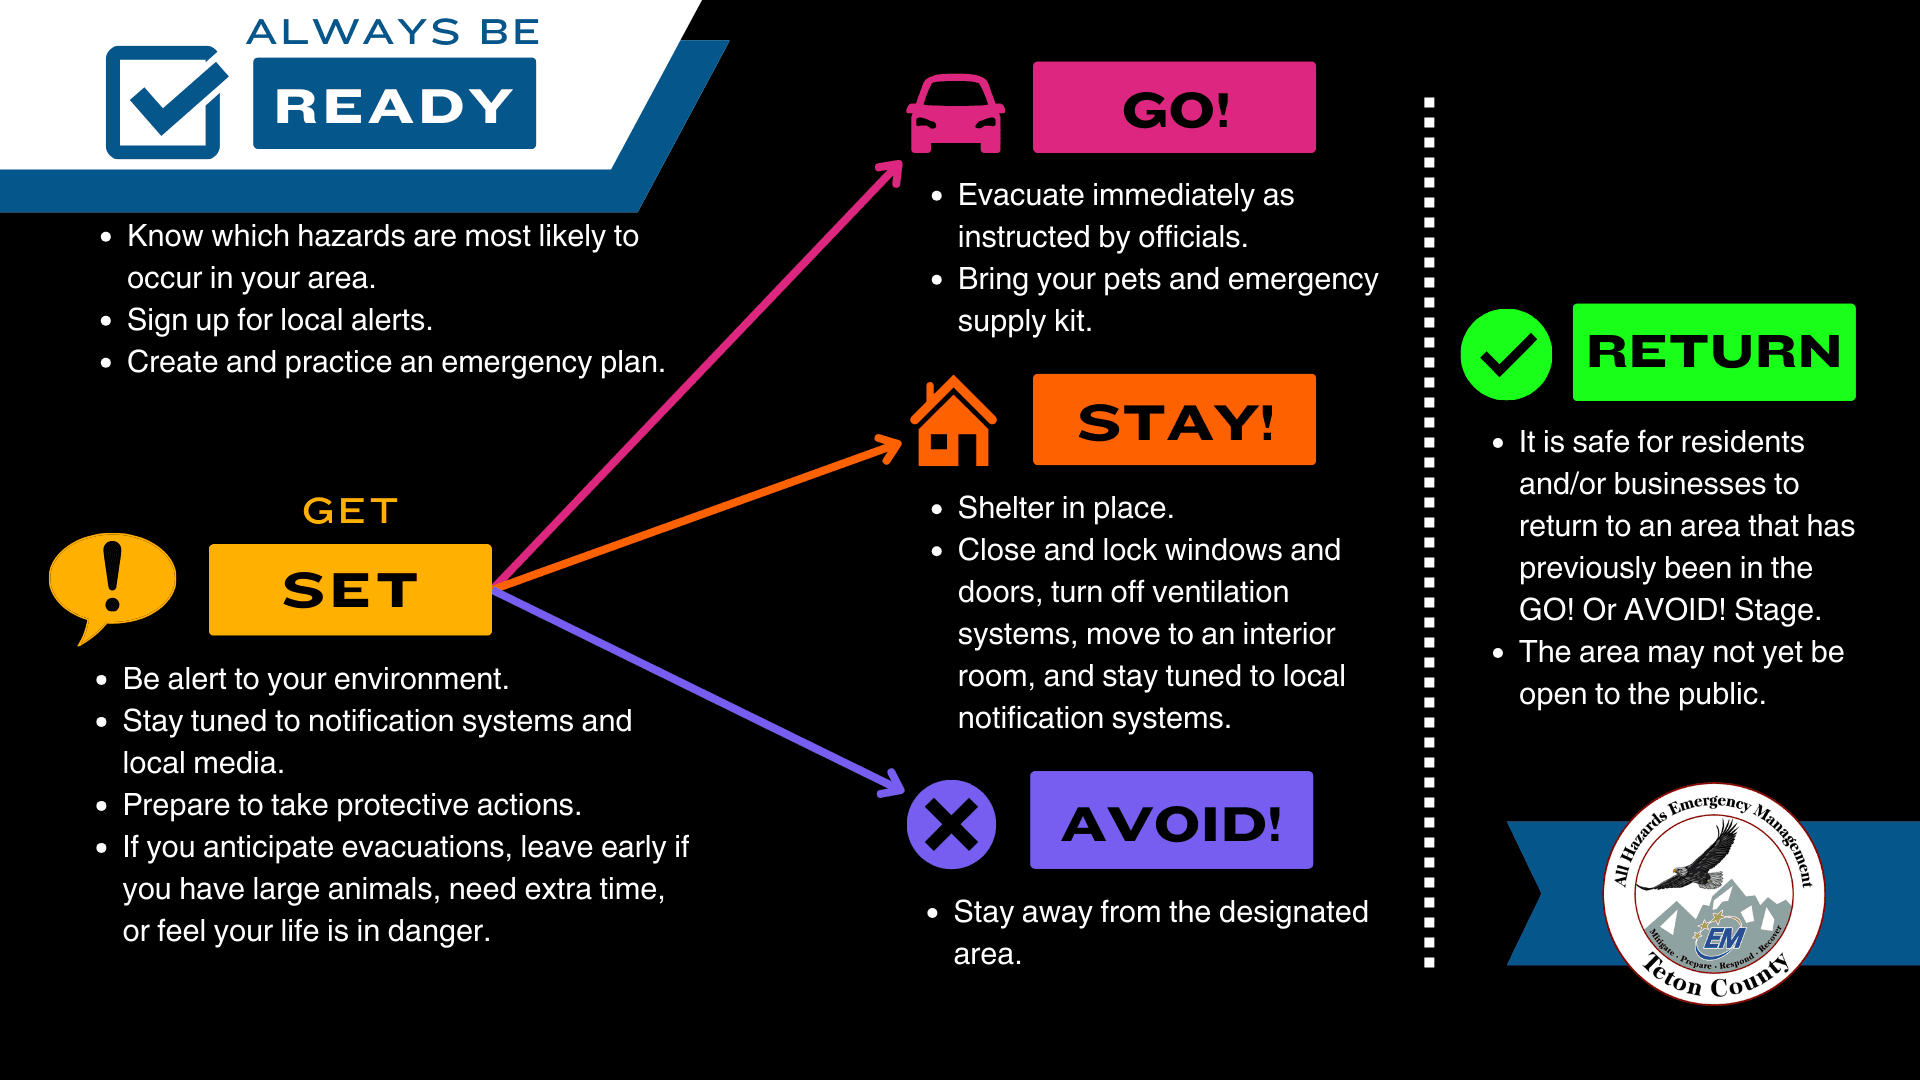 ALWAYS BE
READY
• Know which hazards are most likely to
occur in your area.
• Sign up for local alerts.
• Create and practice an emergency plan.
GET
SET
• Be alert to your environment.
• Stay tuned to notification systems and
local media.
• Prepare to take protective actions.
• If you anticipate evacuations, leave early if
you have large animals, need extra time,
or feel your life is in danger.
GO!
• Evacuate immediately as
instructed by officials.
• Bring your pets and emergency
supply kit.
STAY!
• Shelter in place.
• Close and lock windows and
doors, turn off ventilation
systems, move to an interior
room, and stay tuned to local
notification systems.
AVOID!
• Stay away from the designated
area.
RETURN
• It is safe for residents
and/or businesses to
return to an area that has
previously been in the
GO! Or AVOID! Stage.
• The area may not yet be
open to the public.
All Hazards Emergency Management
EM
Mitigate · Prepare · Respond · Recover
Teton County